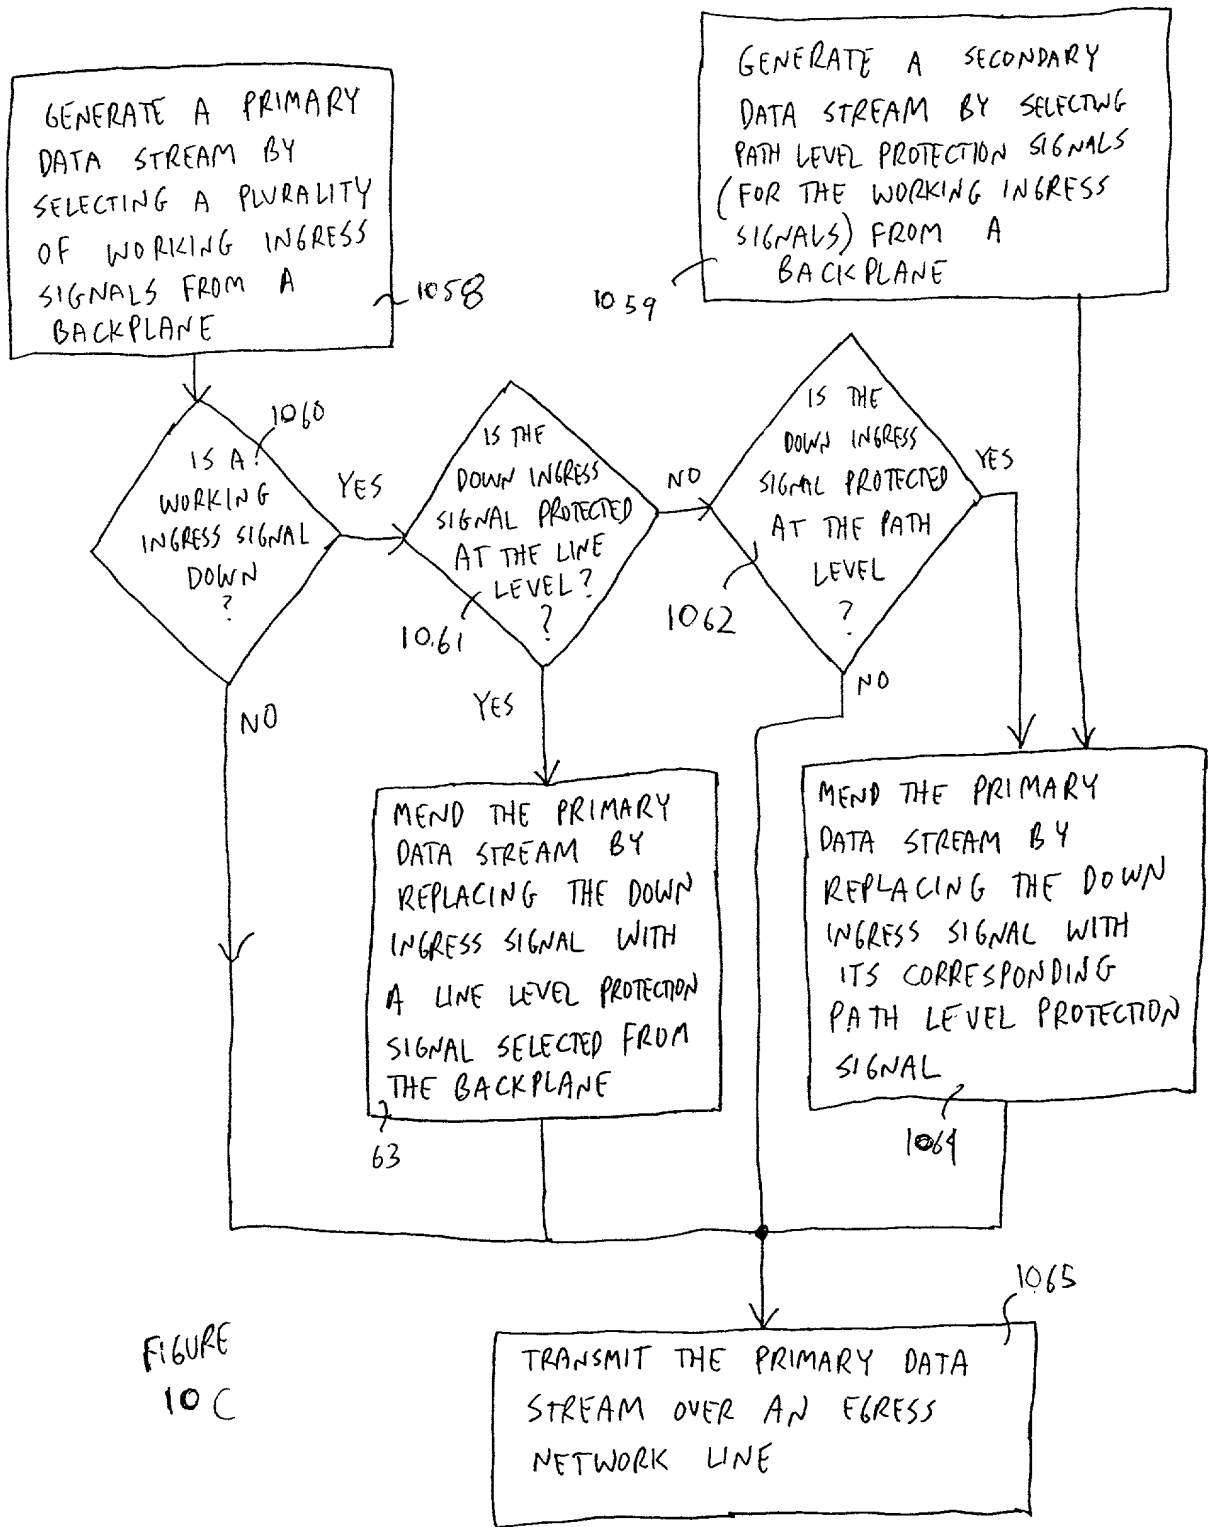 GENERATE A PRIMARY
DATA STREAM BY
SELECTING A PLURALITY
OF WORKING INGRESS
SIGNALS FROM A
BACKPLANE
1058
GENERATE A SECONDARY
DATA STREAM BY SELECTING
PATH LEVEL PROTECTION SIGNALS
(FOR THE WORKING INGRESS
SIGNALS) FROM A
BACKPLANE
1059
1060
IS A?
WORKING
INGRESS SIGNAL
DOWN
?
YES
NO
IS THE
DOWN INGRESS
SIGNAL PROTECTED
AT THE LINE
LEVEL?
?
1061
NO
YES
IS THE
DOWN INGRESS
SIGNAL PROTECTED
AT THE PATH
LEVEL
?
1062
YES
NO
MEND THE PRIMARY
DATA STREAM BY
REPLACING THE DOWN
INGRESS SIGNAL WITH
A LINE LEVEL PROTECTION
SIGNAL SELECTED FROM
THE BACKPLANE
63
MEND THE PRIMARY
DATA STREAM BY
REPLACING THE DOWN
INGRESS SIGNAL WITH
ITS CORRESPONDING
PATH LEVEL PROTECTION
SIGNAL
1064
1065
TRANSMIT THE PRIMARY DATA
STREAM OVER AN EGRESS
NETWORK LINE
FIGURE
10C